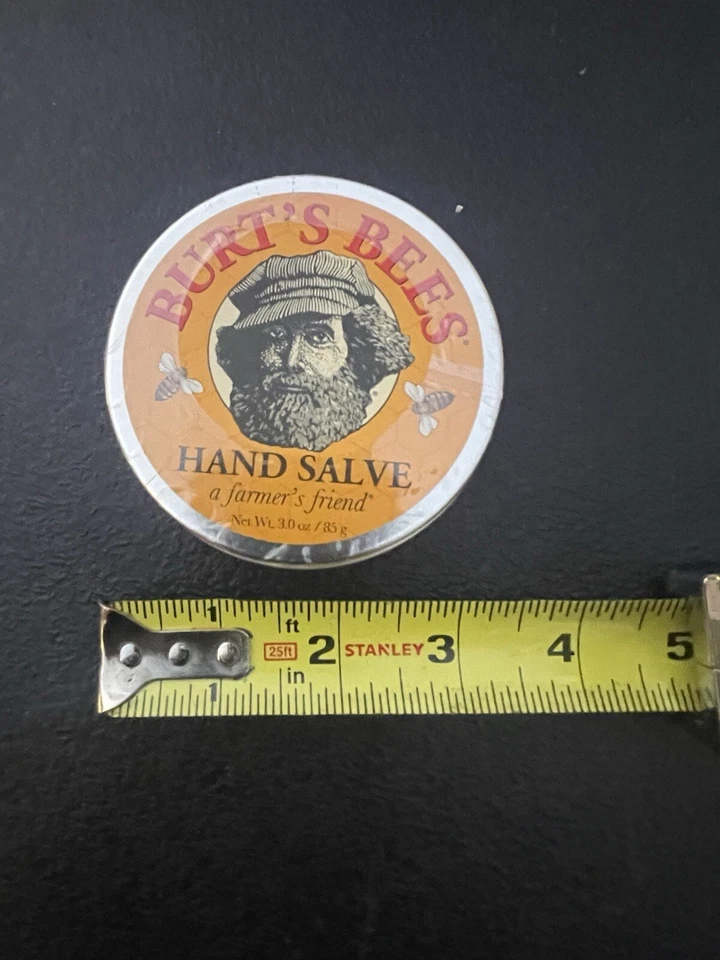 BURT'S BEES®
HAND SALVE
a farmer's friend®
Net Wt. 3.0 oz / 85 g
1 ft
25ft 2 STANLEY 3 4 5
1 in